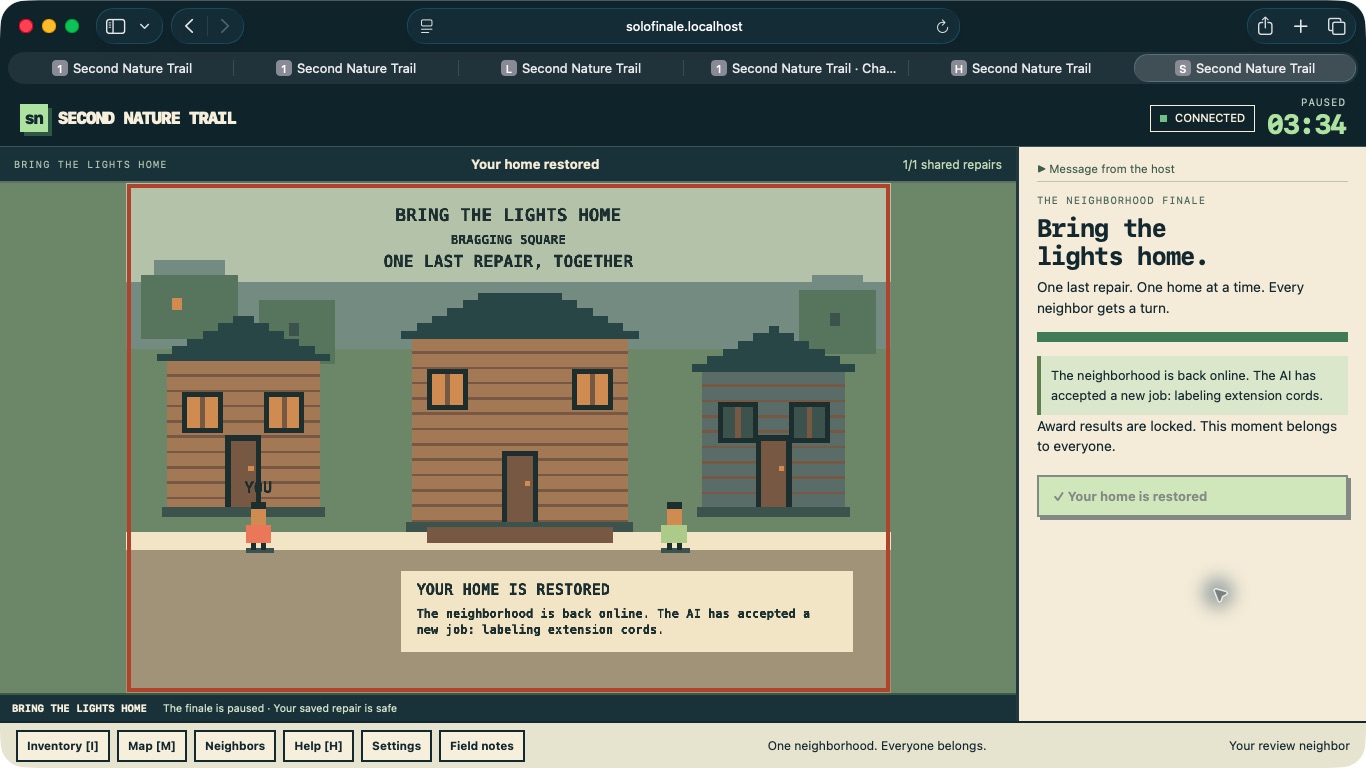 solofinale.localhost
1 Second Nature Trail
1 Second Nature Trail
L Second Nature Trail
1 Second Nature Trail · Cha...
H Second Nature Trail
S Second Nature Trail
sn SECOND NATURE TRAIL
CONNECTED
PAUSED
03:34
BRING THE LIGHTS HOME
Your home restored
1/1 shared repairs
BRING THE LIGHTS HOME
BRAGGING SQUARE
ONE LAST REPAIR, TOGETHER
YOU
YOUR HOME IS RESTORED
The neighborhood is back online. The AI has accepted a
new job: labeling extension cords.
BRING THE LIGHTS HOME
The finale is paused · Your saved repair is safe
Message from the host
THE NEIGHBORHOOD FINALE
Bring the
lights home.
One last repair. One home at a time. Every
neighbor gets a turn.
The neighborhood is back online. The AI has
accepted a new job: labeling extension cords.
Award results are locked. This moment belongs
to everyone.
✓ Your home is restored
Inventory [I]
Map [M]
Neighbors
Help [H]
Settings
Field notes
One neighborhood. Everyone belongs.
Your review neighbor